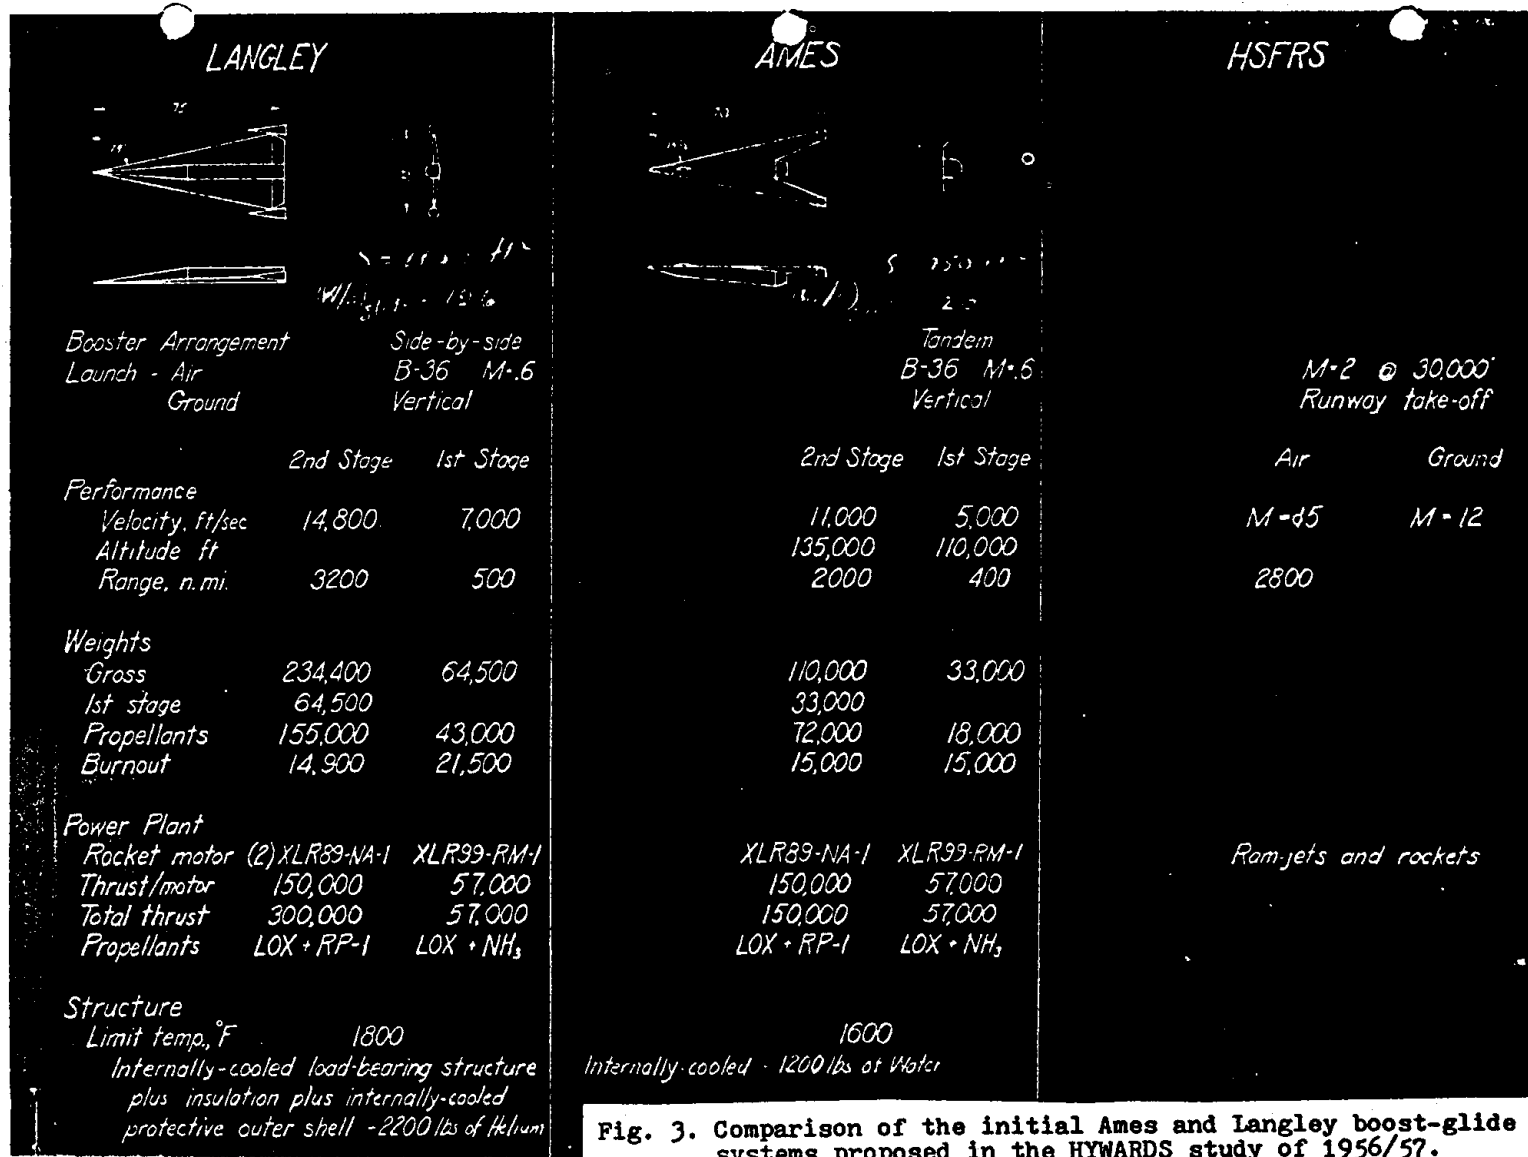 LANGLEY AMES HSFRS
75 70
Booster Arrangement Side-by-side Tandem
Launch - Air B-36 M=.6 B-36 M=.6 M=2 @ 30,000'
Ground Vertical Vertical Runway take-off
2nd Stage 1st Stage 2nd Stage 1st Stage Air Ground
Performance
Velocity, ft/sec 14,800 7,000 11,000 5,000 M = 12
Altitude ft 135,000 110,000
Range, n.mi. 3200 500 2000 400 2800
Weights
Gross 234,400 64,500 110,000 33,000
1st stage 64,500 33,000
Propellants 155,000 43,000 72,000 18,000
Burnout 14,900 21,500 15,000 15,000
Power Plant
Rocket motor (2) XLR89-NA-1 XLR99-RM-1 XLR89-NA-1 XLR99-RM-1 Ram-jets and rockets
Thrust/motor 150,000 57,000 150,000 57,000
Total thrust 300,000 57,000 150,000 57,000
Propellants LOX + RP-1 LOX + NH₃ LOX + RP-1 LOX + NH₃
Structure
Limit temp., °F 1800 1600
Internally-cooled load-bearing structure Internally-cooled - 1200 lbs of Water
plus insulation plus internally-cooled
protective outer shell -2200 lbs of Helium
Fig. 3. Comparison of the initial Ames and Langley boost-glide
systems proposed in the HYWARDS study of 1956/57.